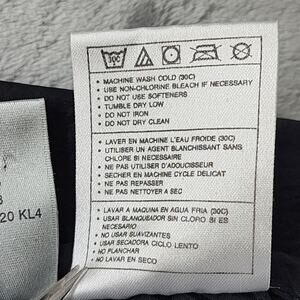 30C
• MACHINE WASH COLD (30C)
• USE NON-CHLORINE BLEACH IF NECESSARY
• DO NOT USE SOFTENERS
• TUMBLE DRY LOW
• DO NOT IRON
• DO NOT DRY CLEAN
• LAVER EN MACHINE L'EAU FROIDE (30C)
• UTILISER UN AGENT BLANCHISSANT SANS
CHLORE SI NECESSAIRE
• NE PAS UTILISER D'ADOUCISSEUR
• SECHER EN MACHINE CYCLE DELICAT
• NE PAS REPASSER
• NE PAS NETTOYER A SEC
• LAVAR A MAQUINA EN AGUA FRIA (30C)
• USAR BLANQUEADOR SIN CLORO SI ES
NECESARIO
• NO USAR SUAVIZANTES
• USAR SECADORA CICLO LENTO
• NO PLANCHAR
• NO LAVAR EN SECO
20 KL4